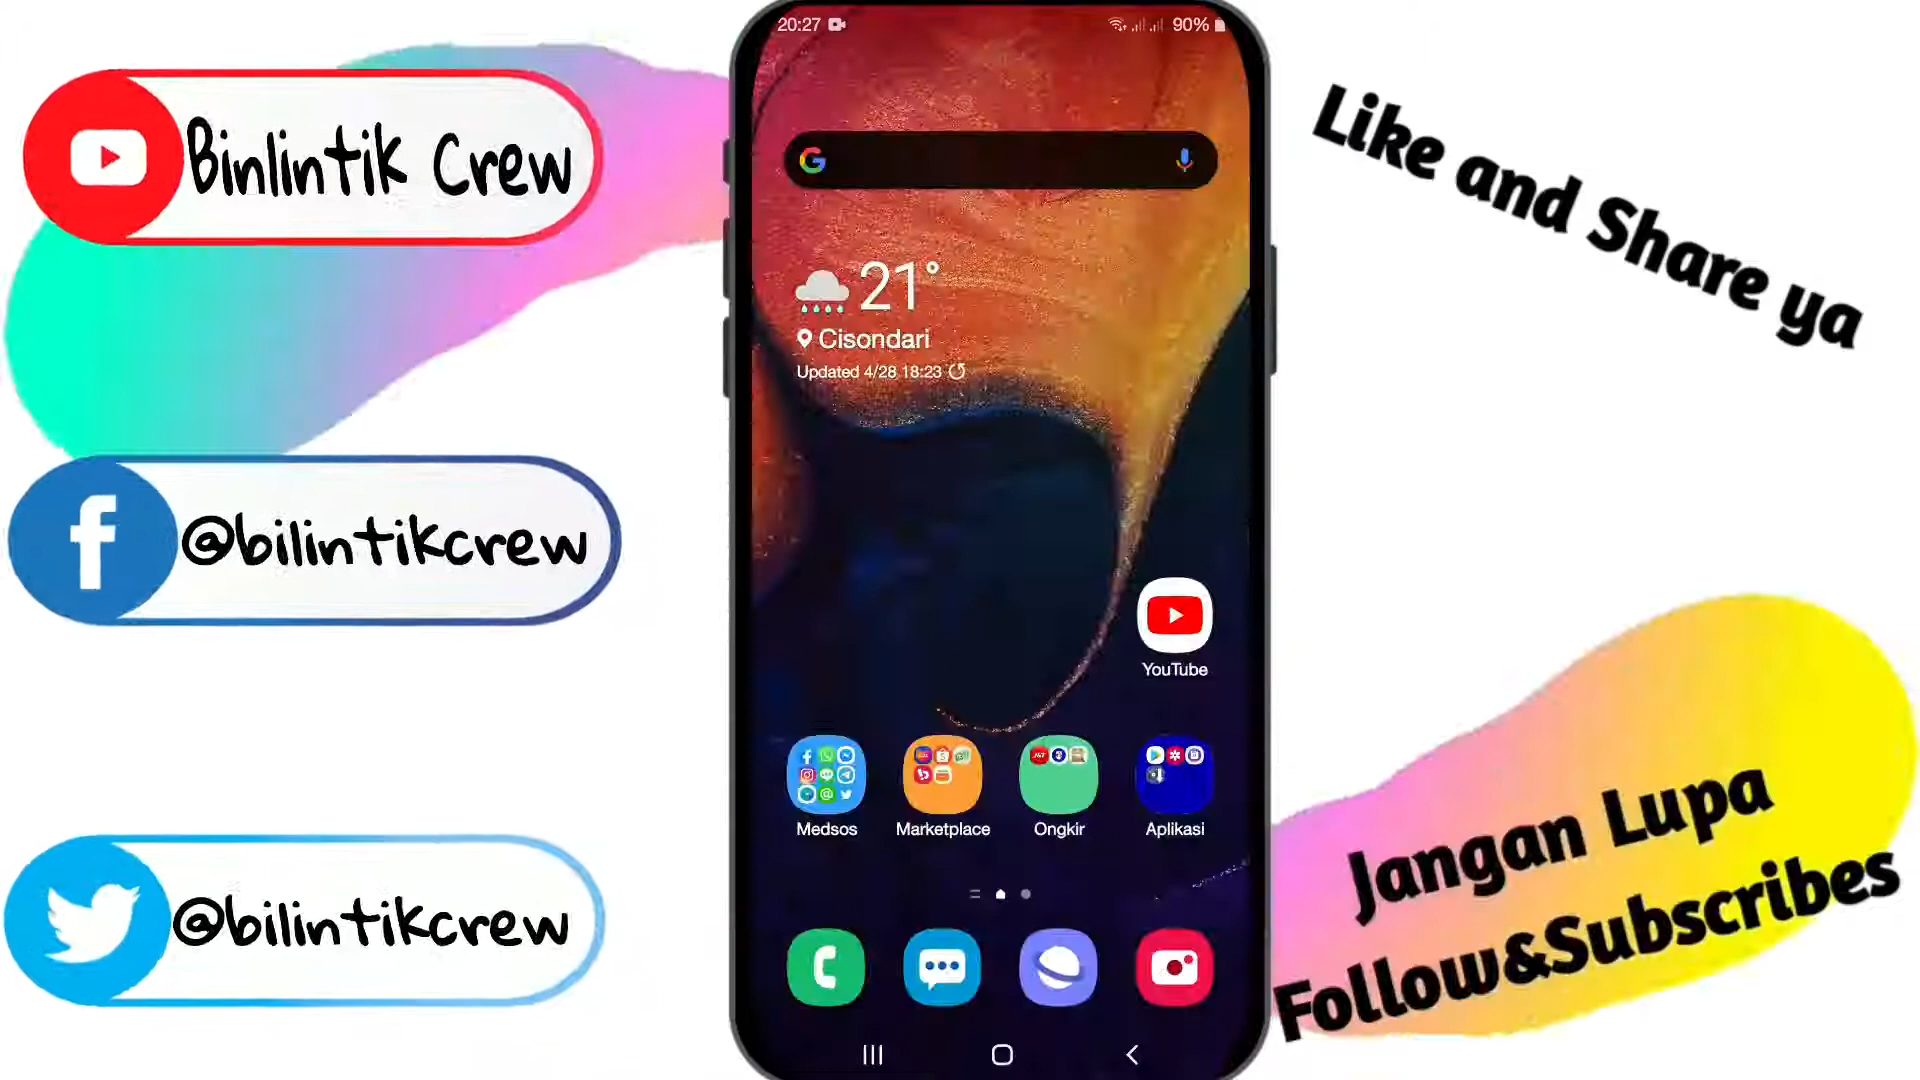 20:27
90%
Binlintik Crew
Like and Share ya
21°
Cisondari
Updated 4/28 18:23
@bilintikcrew
YouTube
Medsos
Marketplace
Ongkir
Aplikasi
Jangan Lupa
Follow&Subscribes
@bilintikcrew